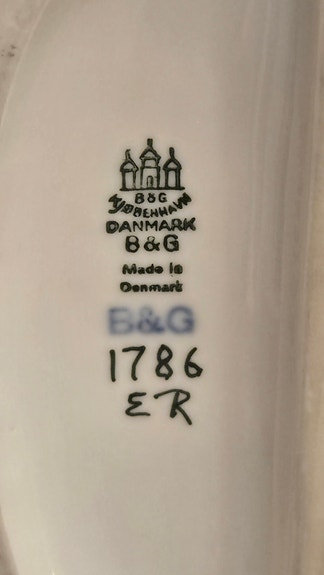 B&G
KJØBENHAVN
DANMARK
B&G
Made in
Denmark
B&G
1786
ER